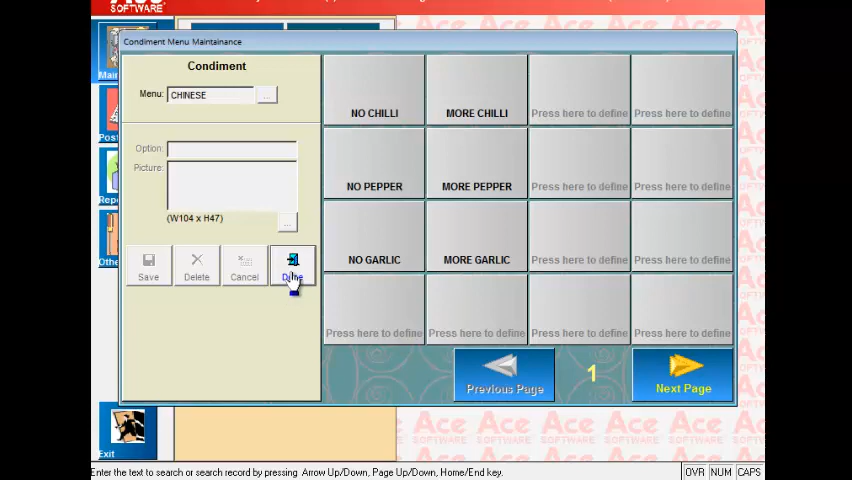 SOFTWARE
Condiment Menu Maintainance
Condiment
Menu:
CHINESE
...
Option:
Picture:
(W104 x H47)
...
Save
Delete
Cancel
NO CHILLI
MORE CHILLI
Press here to define
Press here to define
NO PEPPER
MORE PEPPER
Press here to define
Press here to define
NO GARLIC
MORE GARLIC
Press here to define
Press here to define
Press here to define
Press here to define
Press here to define
Press here to define
Previous Page
1
Next Page
Exit
Ace
SOFTWARE
Ace
SOFTWARE
Enter the text to search or search record by pressing Arrow Up/Down, Page Up/Down, Home/End key.
OVR
NUM
CAPS